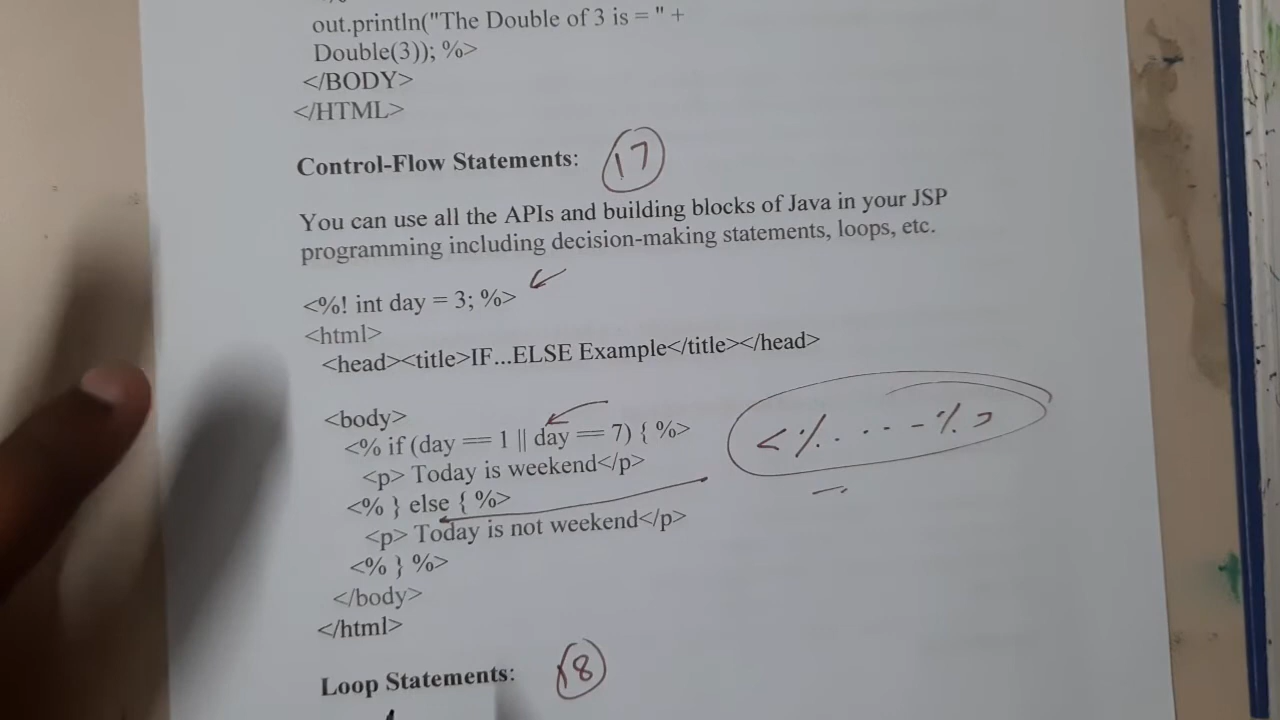 out.println("The Double of 3 is = " +
Double(3)); %>
</BODY>
</HTML>
Control-Flow Statements: 17
You can use all the APIs and building blocks of Java in your JSP
programming including decision-making statements, loops, etc.
<%! int day = 3; %>
<html>
<head><title>IF...ELSE Example</title></head>
<body>
<% if (day == 1 || day == 7) { %>
<% . . . . - %>
<p> Today is weekend</p>
<% } else { %>
<p> Today is not weekend</p>
<% } %>
</body>
</html>
Loop Statements: 18